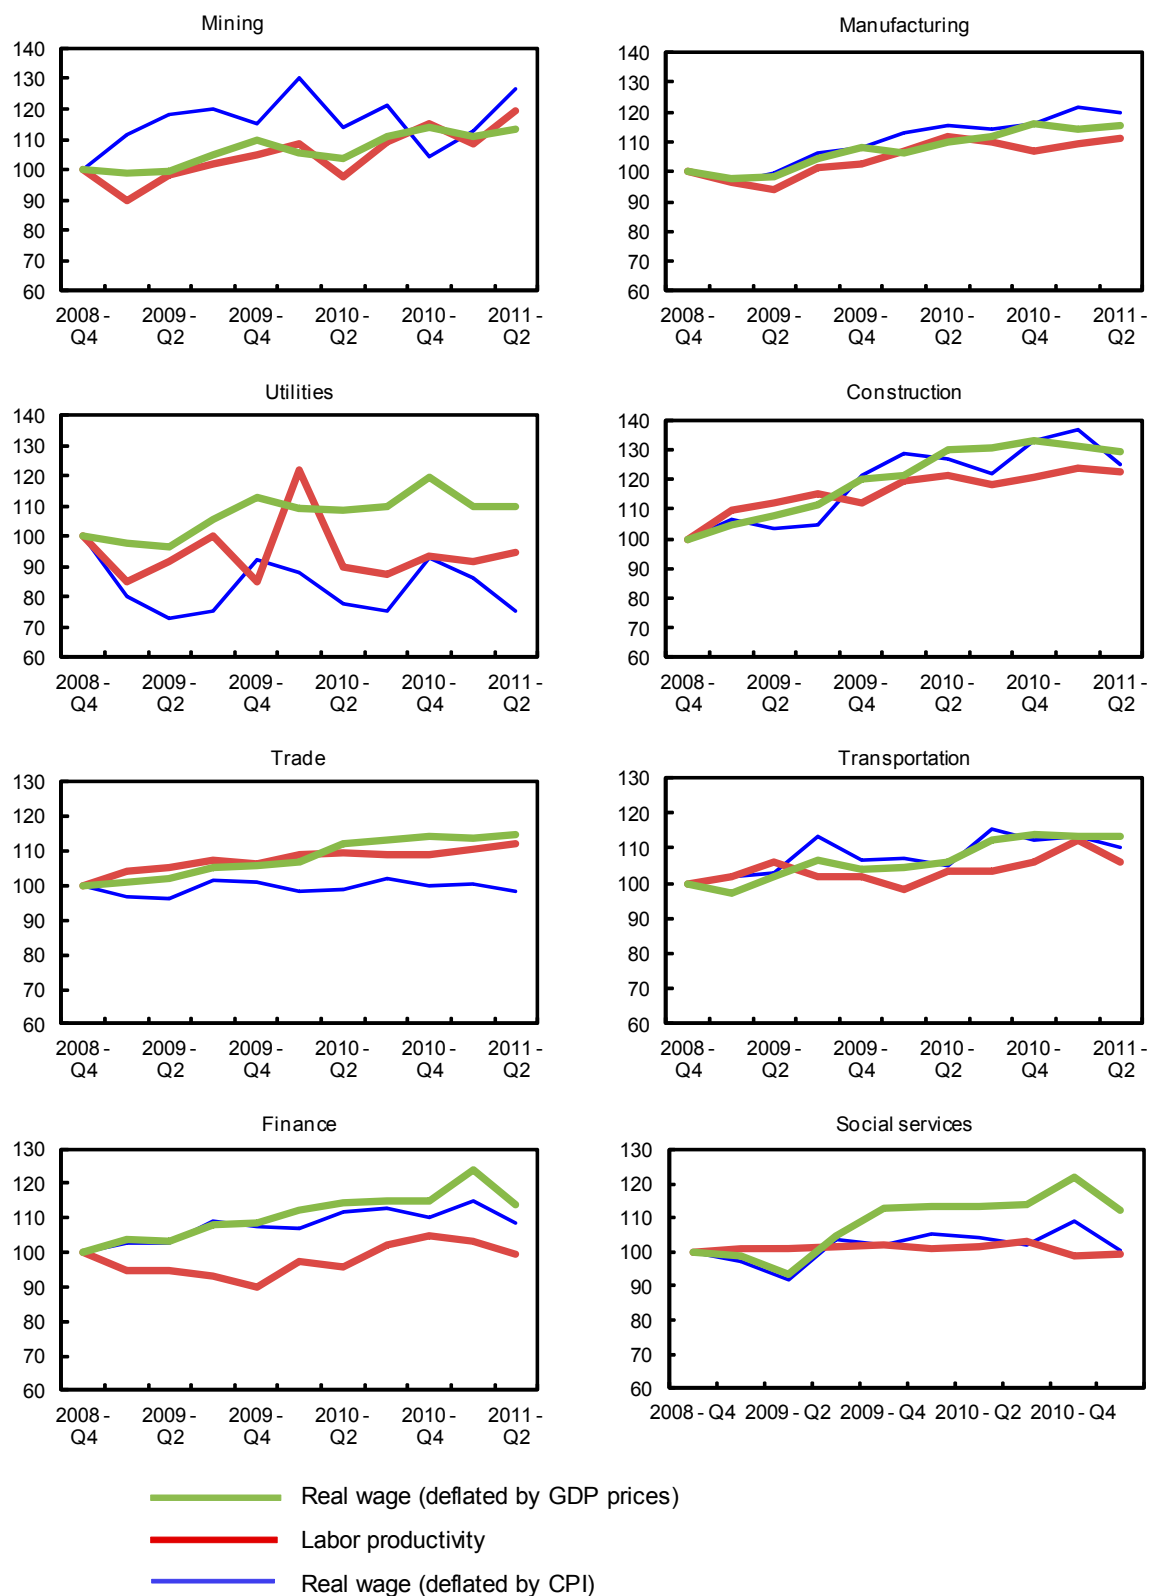 Mining
140
130
120
110
100
90
80
70
60
2008 - Q4
2009 - Q2
2009 - Q4
2010 - Q2
2010 - Q4
2011 - Q2
Manufacturing
140
130
120
110
100
90
80
70
60
2008 - Q4
2009 - Q2
2009 - Q4
2010 - Q2
2010 - Q4
2011 - Q2
Utilities
140
130
120
110
100
90
80
70
60
2008 - Q4
2009 - Q2
2009 - Q4
2010 - Q2
2010 - Q4
2011 - Q2
Construction
140
130
120
110
100
90
80
70
60
2008 - Q4
2009 - Q2
2009 - Q4
2010 - Q2
2010 - Q4
2011 - Q2
Trade
130
120
110
100
90
80
70
60
2008 - Q4
2009 - Q2
2009 - Q4
2010 - Q2
2010 - Q4
2011 - Q2
Transportation
130
120
110
100
90
80
70
60
2008 - Q4
2009 - Q2
2009 - Q4
2010 - Q2
2010 - Q4
2011 - Q2
Finance
130
120
110
100
90
80
70
60
2008 - Q4
2009 - Q2
2009 - Q4
2010 - Q2
2010 - Q4
2011 - Q2
Social services
130
120
110
100
90
80
70
60
2008 - Q4 2009 - Q2 2009 - Q4 2010 - Q2 2010 - Q4
Real wage (deflated by GDP prices)
Labor productivity
Real wage (deflated by CPI)